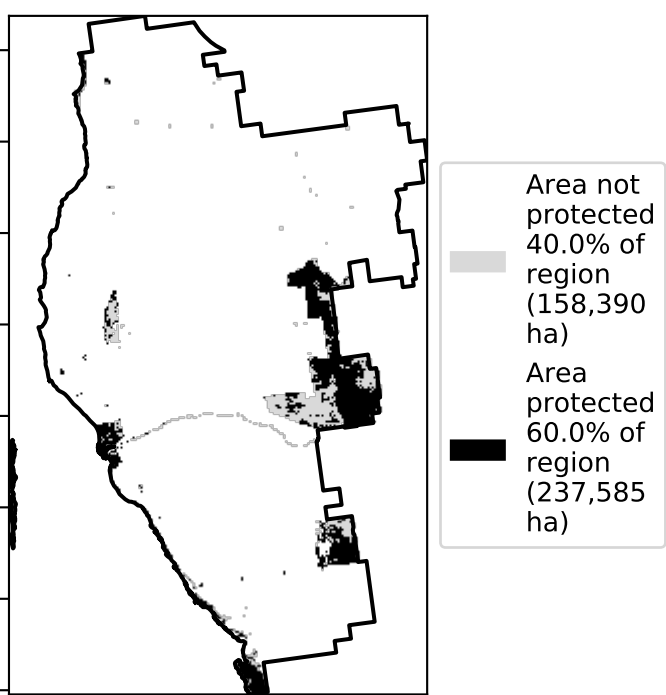 Area not
protected
40.0% of
region
(158,390
ha)
Area
protected
60.0% of
region
(237,585
ha)